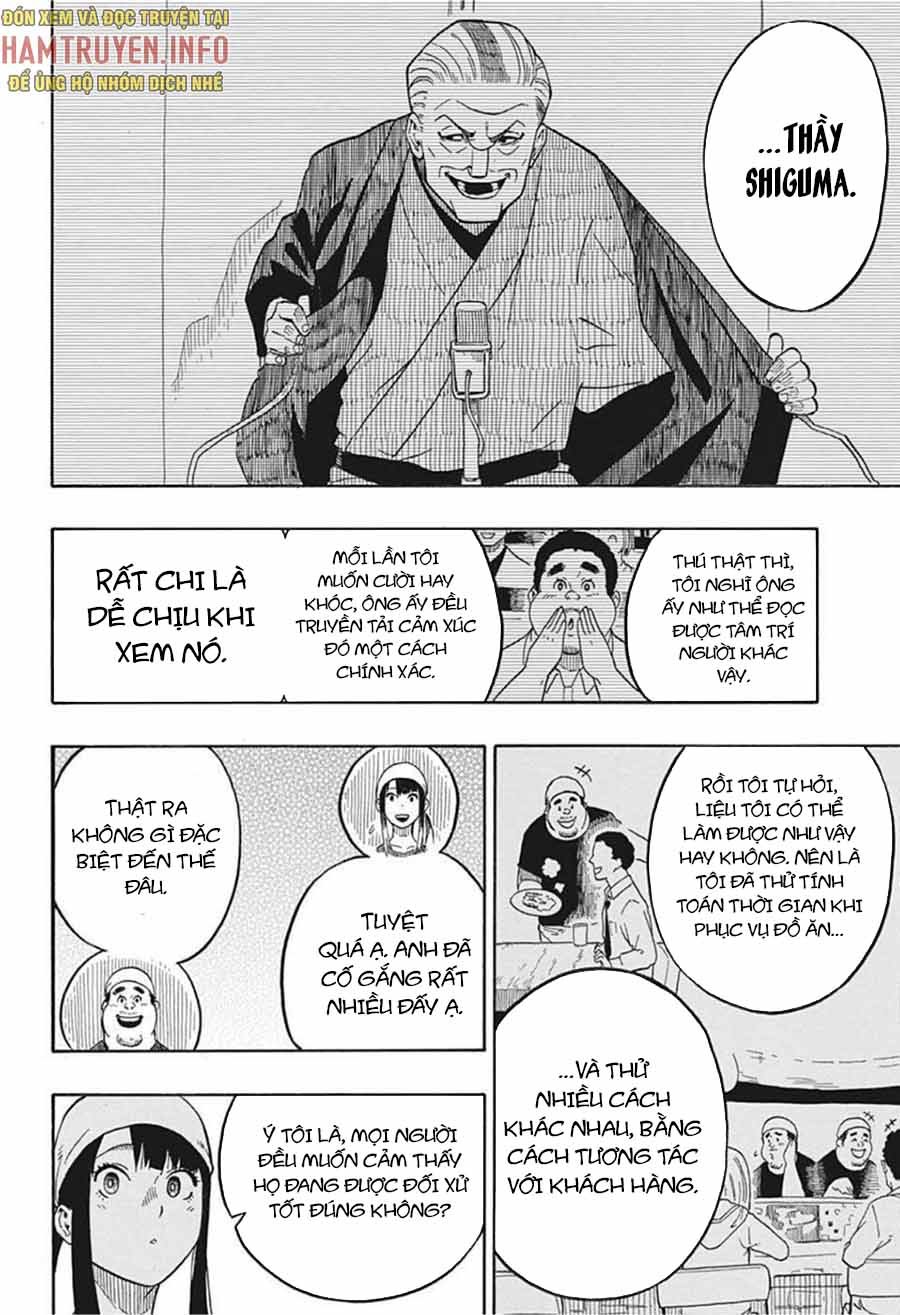 ĐÓN XEM VÀ ĐỌC TRUYỆN TẠI
HAMTRUYEN.INFO
ĐỂ ỦNG HỘ NHÓM DỊCH NHÉ
...THẦY
SHIGUMA.
THÚ THẬT THÌ,
TÔI NGHĨ ÔNG
ẤY NHƯ THỂ ĐỌC
ĐƯỢC TÂM TRÍ
NGƯỜI KHÁC
VẬY.
MỖI LẦN TÔI
MUỐN CƯỜI HAY
KHÓC, ÔNG ẤY ĐỀU
TRUYỀN TẢI CẢM XÚC
ĐÓ MỘT CÁCH
CHÍNH XÁC.
RẤT CHI LÀ
DỄ CHỊU KHI
XEM NÓ.
RỒI TÔI TỰ HỎI,
LIỆU TÔI CÓ THỂ
LÀM ĐƯỢC NHƯ VẬY
HAY KHÔNG. NÊN LÀ
TÔI ĐÃ THỬ TÍNH
TOÁN THỜI GIAN KHI
PHỤC VỤ ĐỒ ĂN...
...VÀ THỬ
NHIỀU CÁCH
KHÁC NHAU, BẰNG
CÁCH TƯƠNG TÁC
VỚI KHÁCH HÀNG.
TUYỆT
QUÁ Ạ. ANH ĐÃ
CỐ GẮNG RẤT
NHIỀU ĐẤY Ạ.
THẬT RA
KHÔNG GÌ ĐẶC
BIỆT ĐẾN THẾ
ĐÂU.
Ý TÔI LÀ, MỌI NGƯỜI
ĐỀU MUỐN CẢM THẤY
HỌ ĐANG ĐƯỢC ĐỐI XỬ
TỐT ĐÚNG KHÔNG?